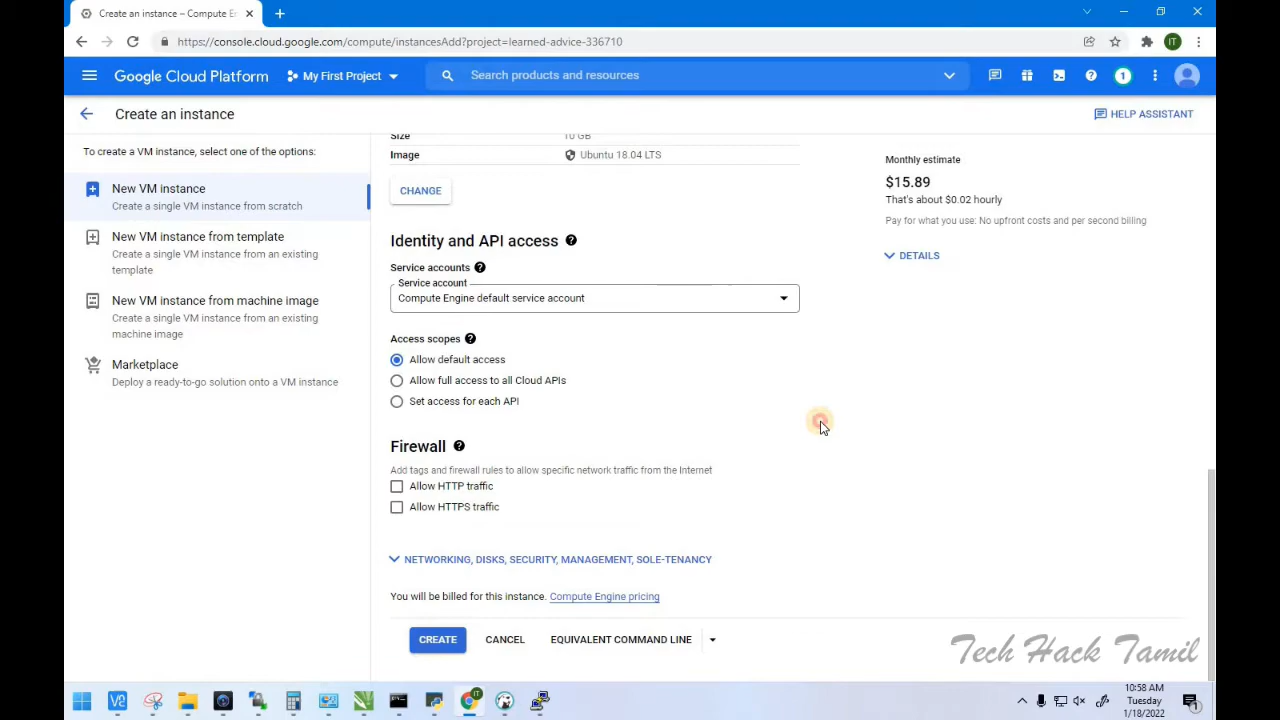 Create an instance – Compute E
https://console.cloud.google.com/compute/instancesAdd?project=learned-advice-336710
IT
Google Cloud Platform
My First Project
Search products and resources
1
Create an instance
HELP ASSISTANT
To create a VM instance, select one of the options:
New VM instance
Create a single VM instance from scratch
New VM instance from template
Create a single VM instance from an existing
template
New VM instance from machine image
Create a single VM instance from an existing
machine image
Marketplace
Deploy a ready-to-go solution onto a VM instance
Size 10 GB
Image Ubuntu 18.04 LTS
CHANGE
Identity and API access
Service accounts
Service account
Compute Engine default service account
Access scopes
Allow default access
Allow full access to all Cloud APIs
Set access for each API
Firewall
Add tags and firewall rules to allow specific network traffic from the Internet
Allow HTTP traffic
Allow HTTPS traffic
NETWORKING, DISKS, SECURITY, MANAGEMENT, SOLE-TENANCY
You will be billed for this instance. Compute Engine pricing
CREATE CANCEL EQUIVALENT COMMAND LINE
Monthly estimate
$15.89
That's about $0.02 hourly
Pay for what you use: No upfront costs and per second billing
DETAILS
Tech Hack Tamil
10:58 AM
Tuesday
1/18/2022